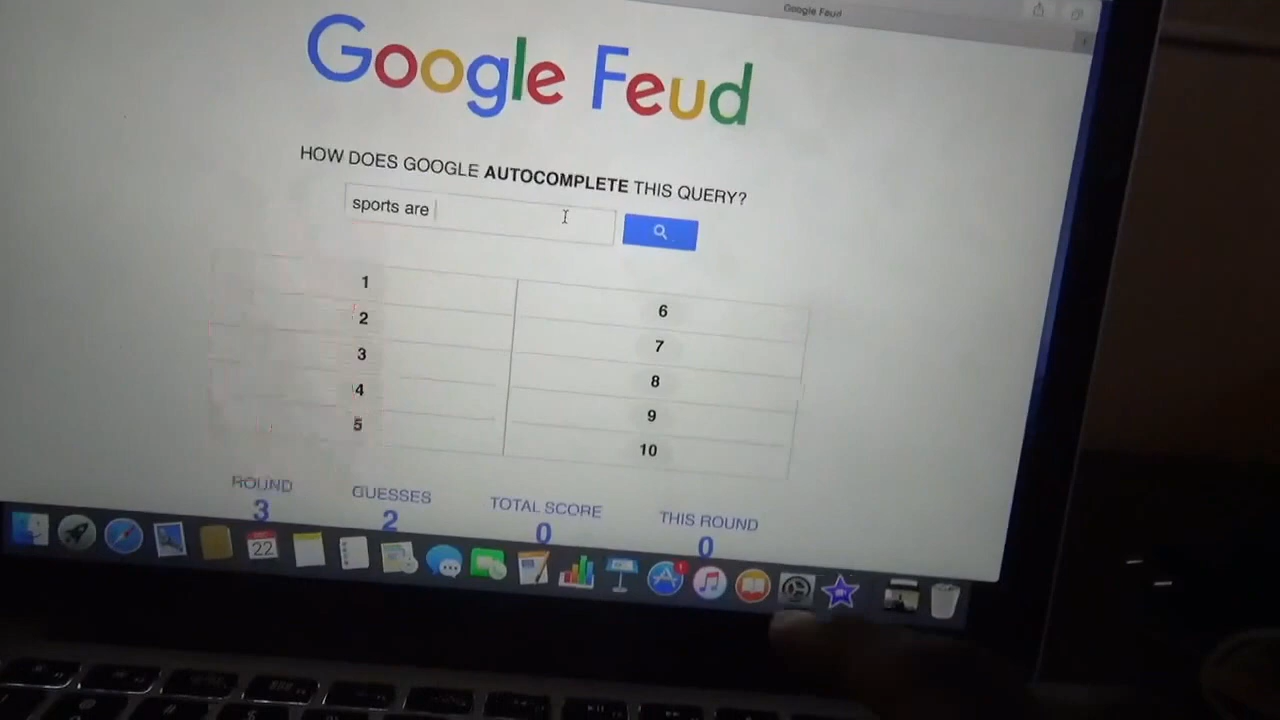 Google Feud
Google Feud
HOW DOES GOOGLE AUTOCOMPLETE THIS QUERY?
sports are
1
2
3
4
5
6
7
8
9
10
ROUND
3
GUESSES
2
TOTAL SCORE
0
THIS ROUND
0
22